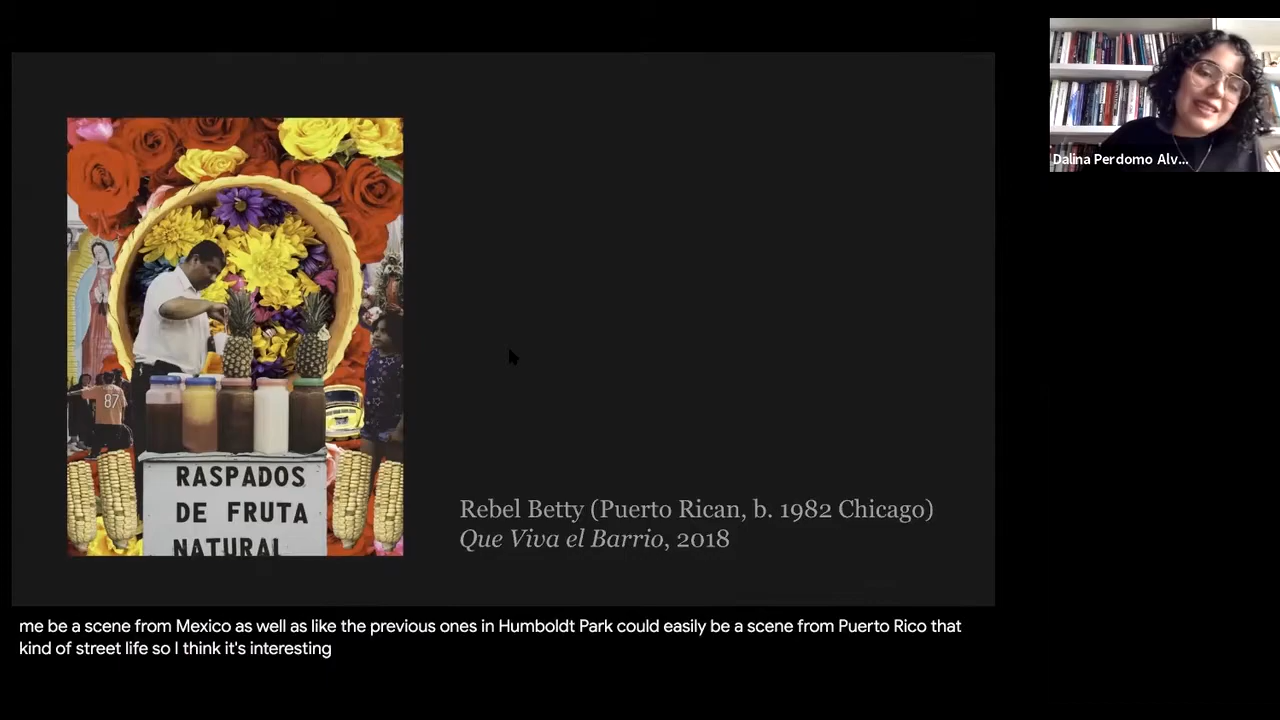 Dalina Perdomo Alv...
87
RASPADOS
DE FRUTA
NATURAL
Rebel Betty (Puerto Rican, b. 1982 Chicago)
Que Viva el Barrio, 2018
me be a scene from Mexico as well as like the previous ones in Humboldt Park could easily be a scene from Puerto Rico that
kind of street life so I think it's interesting